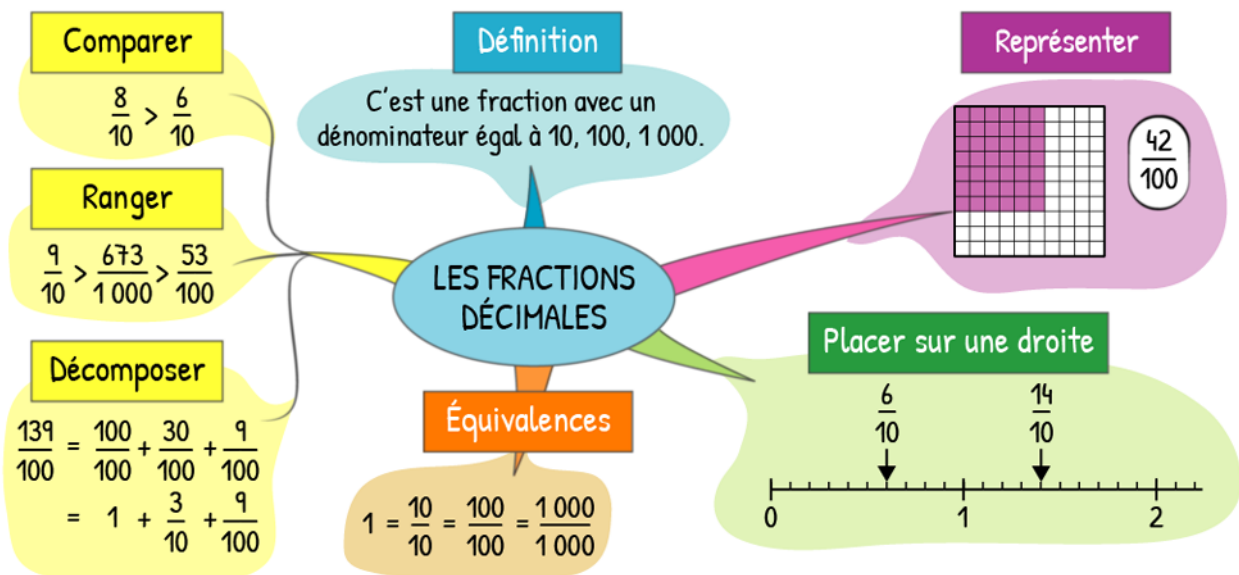 Comparer
8/10 > 6/10
Ranger
9/10 > 673/1 000 > 53/100
Décomposer
139/100 = 100/100 + 30/100 + 9/100
= 1 + 3/10 + 9/100
Définition
C'est une fraction avec un
dénominateur égal à 10, 100, 1 000.
LES FRACTIONS
DÉCIMALES
Équivalences
1 = 10/10 = 100/100 = 1 000/1 000
Représenter
42/100
Placer sur une droite
6/10 14/10
0 1 2